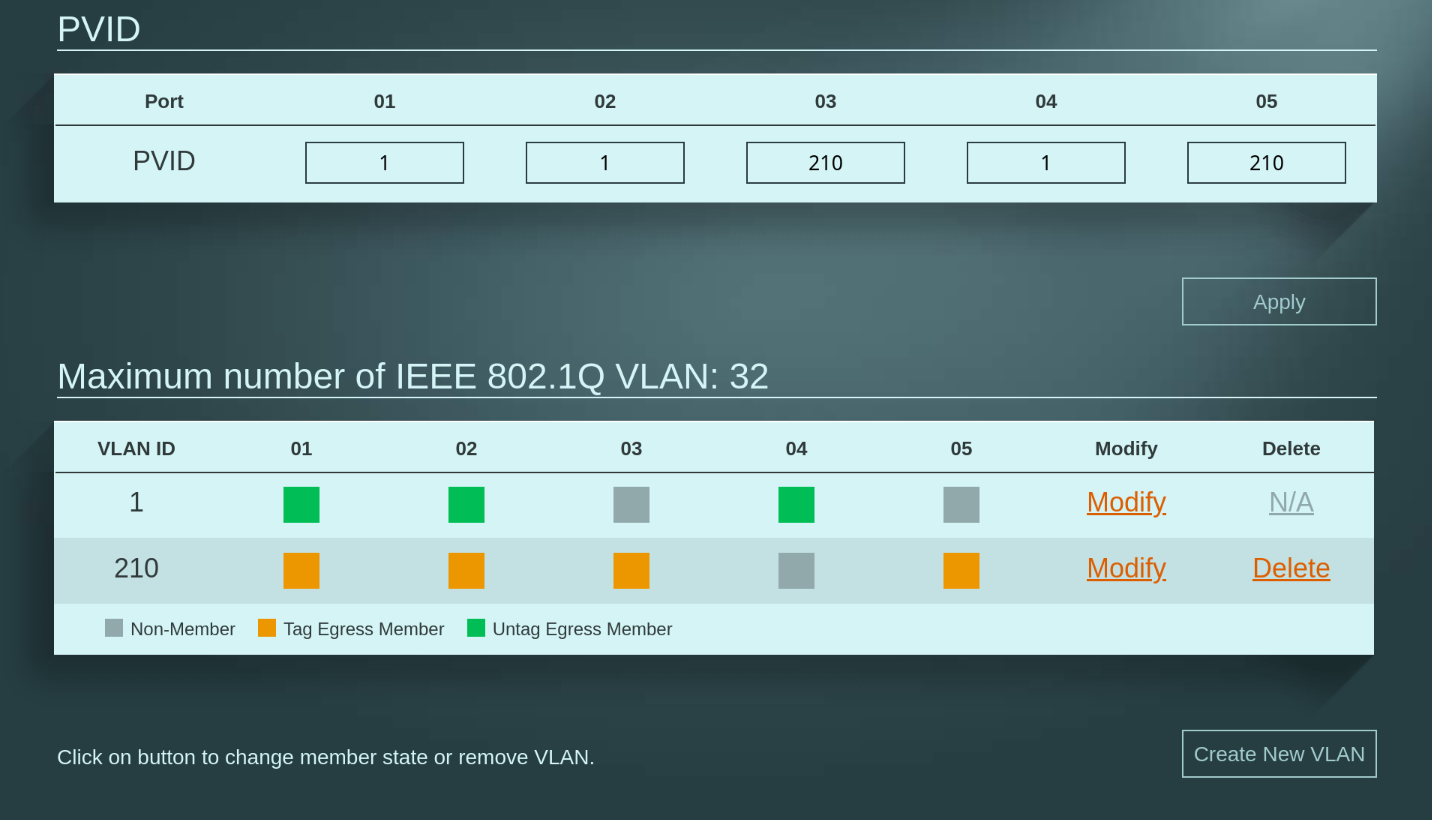 PVID
Port 01 02 03 04 05
PVID 1 1 210 1 210
Apply
Maximum number of IEEE 802.1Q VLAN: 32
VLAN ID 01 02 03 04 05 Modify Delete
1 Modify N/A
210 Modify Delete
Non-Member Tag Egress Member Untag Egress Member
Click on button to change member state or remove VLAN.
Create New VLAN